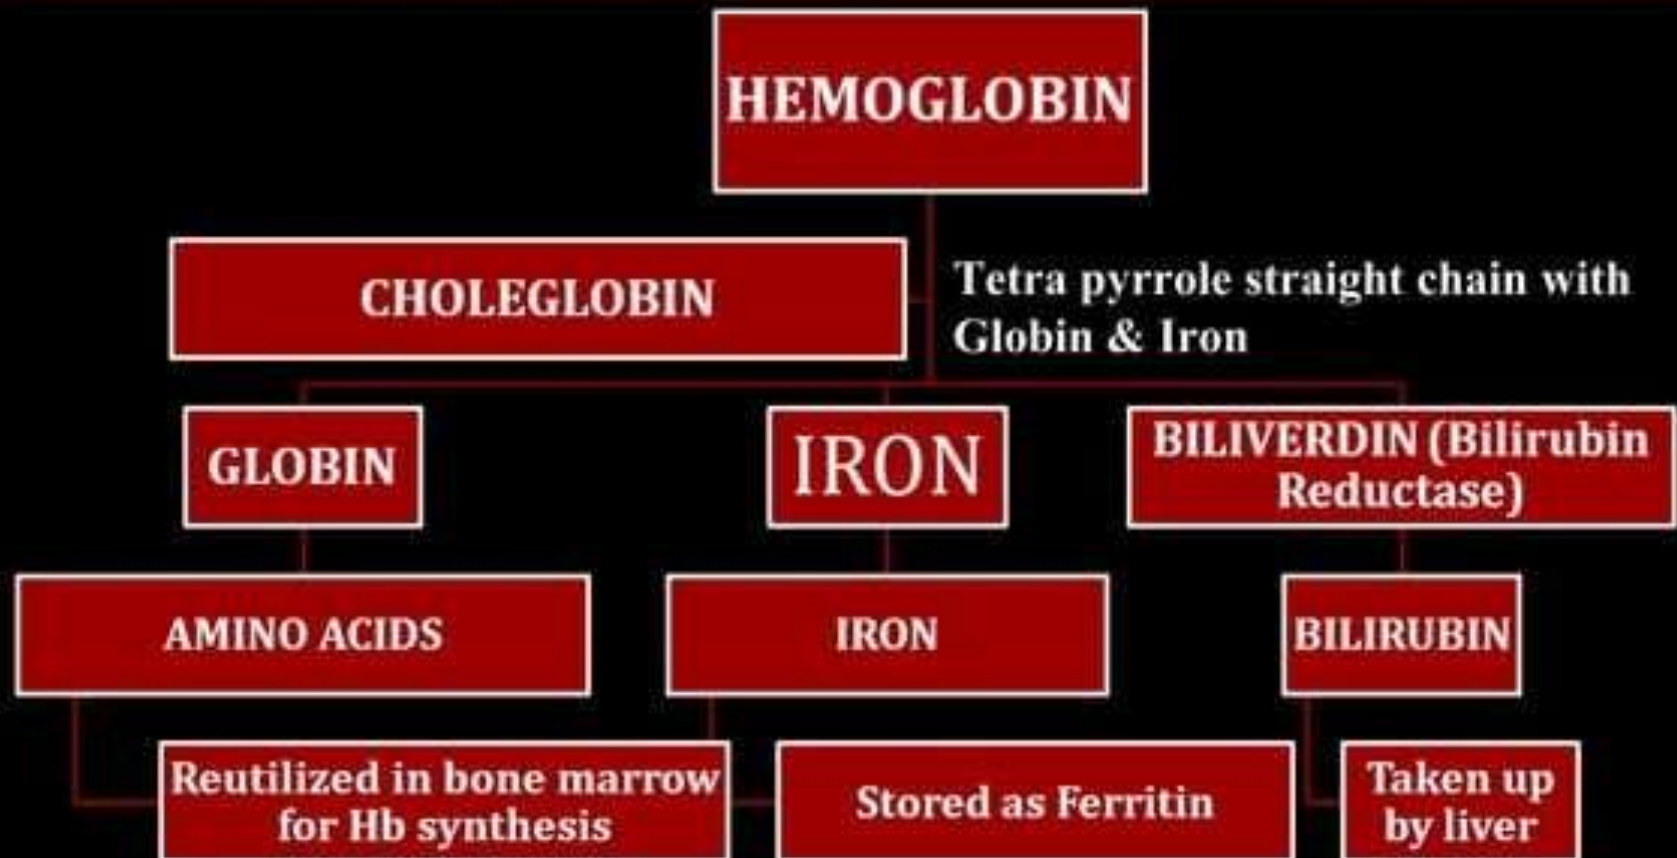 HEMOGLOBIN
CHOLEGLOBIN
Tetra pyrrole straight chain with
Globin & Iron
GLOBIN
IRON
BILIVERDIN (Bilirubin
Reductase)
AMINO ACIDS
IRON
BILIRUBIN
Reutilized in bone marrow
for Hb synthesis
Stored as Ferritin
Taken up
by liver